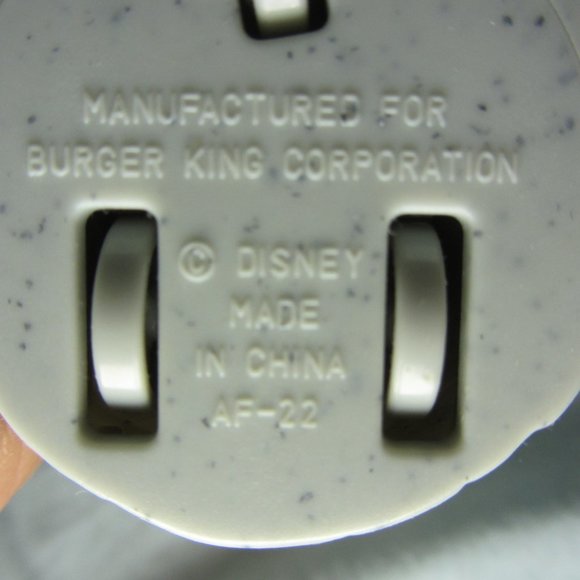 MANUFACTURED FOR
BURGER KING CORPORATION
© DISNEY
MADE
IN CHINA
AF-22